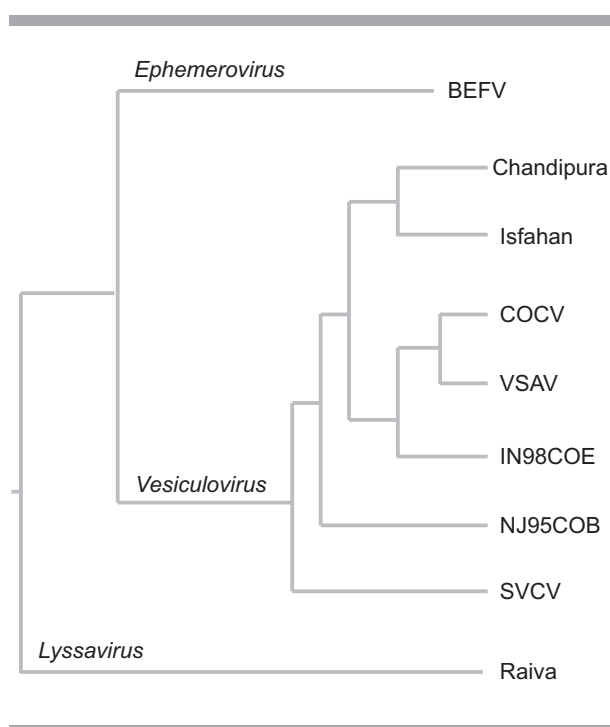 Ephemerovirus
BEFV
Chandipura
Isfahan
COCV
VSAV
IN98COE
Vesiculovirus
NJ95COB
SVCV
Lyssavirus
Raiva